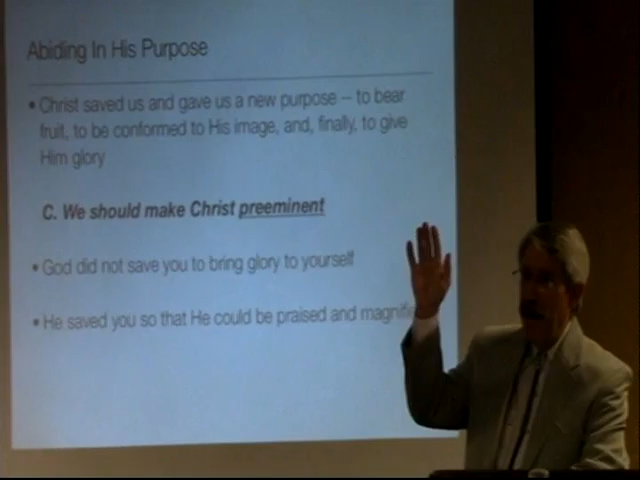 Abiding In His Purpose
• Christ saved us and gave us a new purpose -- to bear
fruit, to be conformed to His image, and, finally, to give
Him glory
C. We should make Christ preeminent
• God did not save you to bring glory to yourself
• He saved you so that He could be praised and